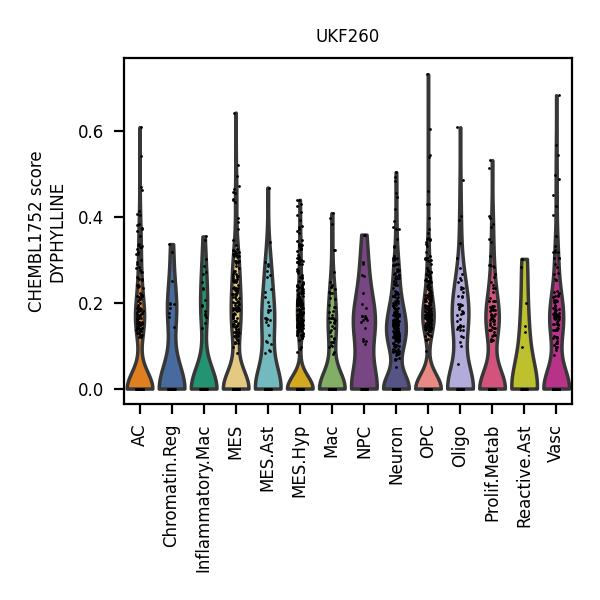 UKF260
CHEMBL1752 score
DYPHYLLINE
0.6
0.4
0.2
0.0
AC
Chromatin.Reg
Inflammatory.Mac
MES
MES.Ast
MES.Hyp
Mac
NPC
Neuron
OPC
Oligo
Prolif.Metab
Reactive.Ast
Vasc